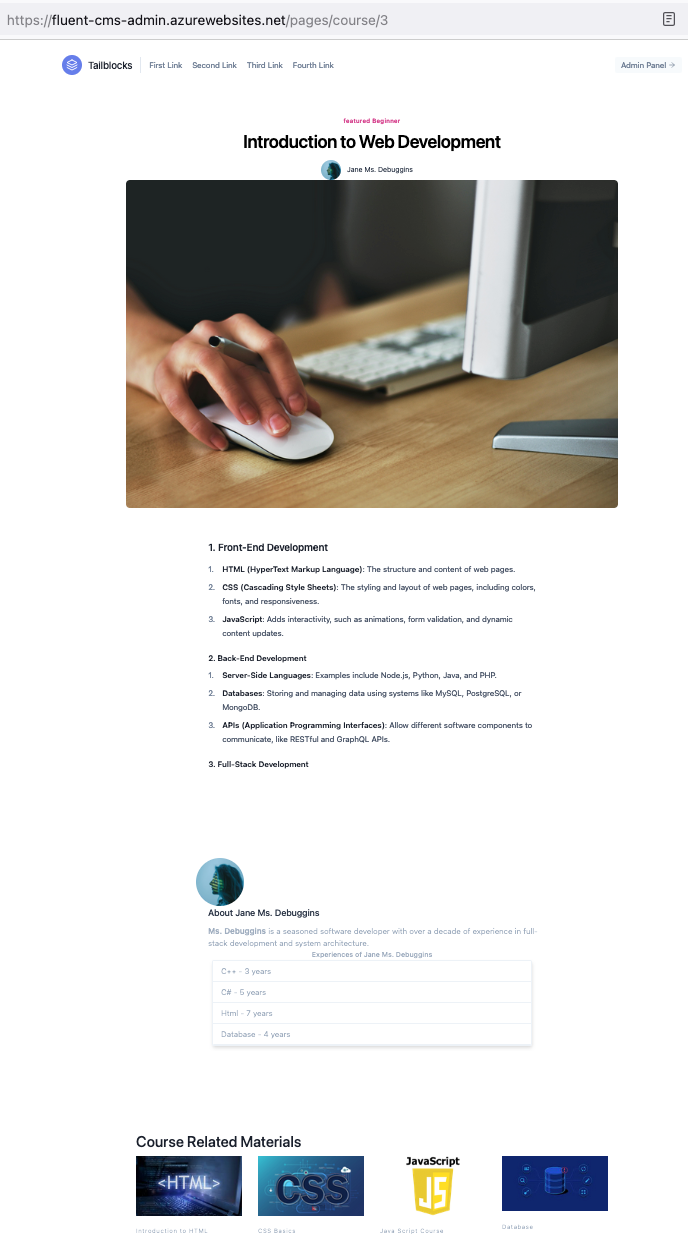 https://fluent-cms-admin.azurewebsites.net/pages/course/3
Tailblocks
First Link Second Link Third Link Fourth Link
Admin Panel →
featured Beginner
Introduction to Web Development
Jane Ms. Debuggins
1. Front-End Development
1. HTML (HyperText Markup Language): The structure and content of web pages.
2. CSS (Cascading Style Sheets): The styling and layout of web pages, including colors,
fonts, and responsiveness.
3. JavaScript: Adds interactivity, such as animations, form validation, and dynamic
content updates.
2. Back-End Development
1. Server-Side Languages: Examples include Node.js, Python, Java, and PHP.
2. Databases: Storing and managing data using systems like MySQL, PostgreSQL, or
MongoDB.
3. APIs (Application Programming Interfaces): Allow different software components to
communicate, like RESTful and GraphQL APIs.
3. Full-Stack Development
About Jane Ms. Debuggins
Ms. Debuggins is a seasoned software developer with over a decade of experience in full-
stack development and system architecture.
Experiences of Jane Ms. Debuggins
C++ - 3 years
C# - 5 years
Html - 7 years
Database - 4 years
Course Related Materials
<HTML>
CSS
JavaScript
JS
Introduction to HTML
CSS Basics
Java Script Course
Database